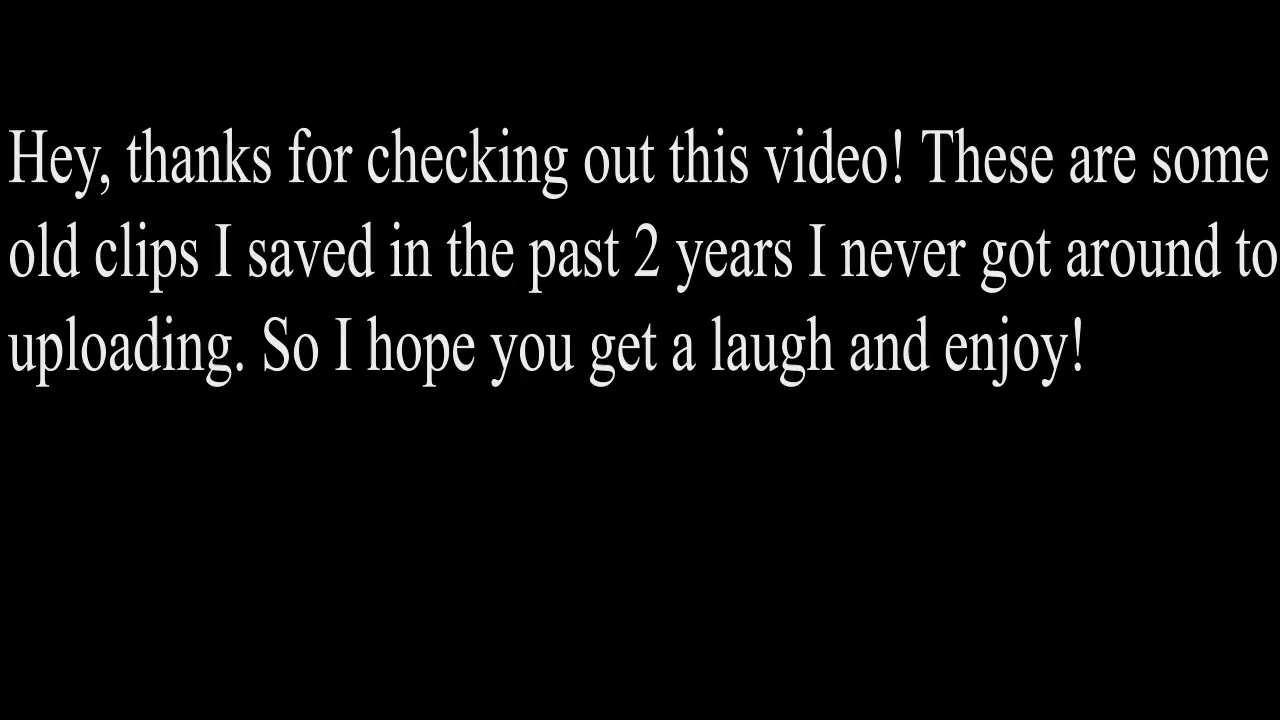 Hey, thanks for checking out this video! These are some
old clips I saved in the past 2 years I never got around to
uploading. So I hope you get a laugh and enjoy!